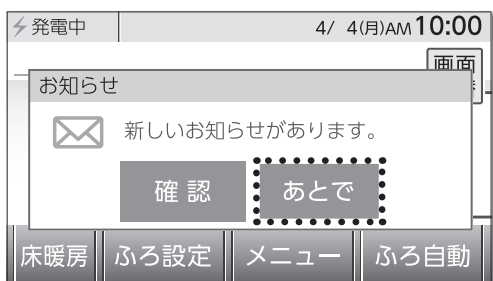 発電中 4/ 4(月)AM10:00
画面
お知らせ
新しいお知らせがあります。
確認 あとで
床暖房 ふろ設定 メニュー ふろ自動